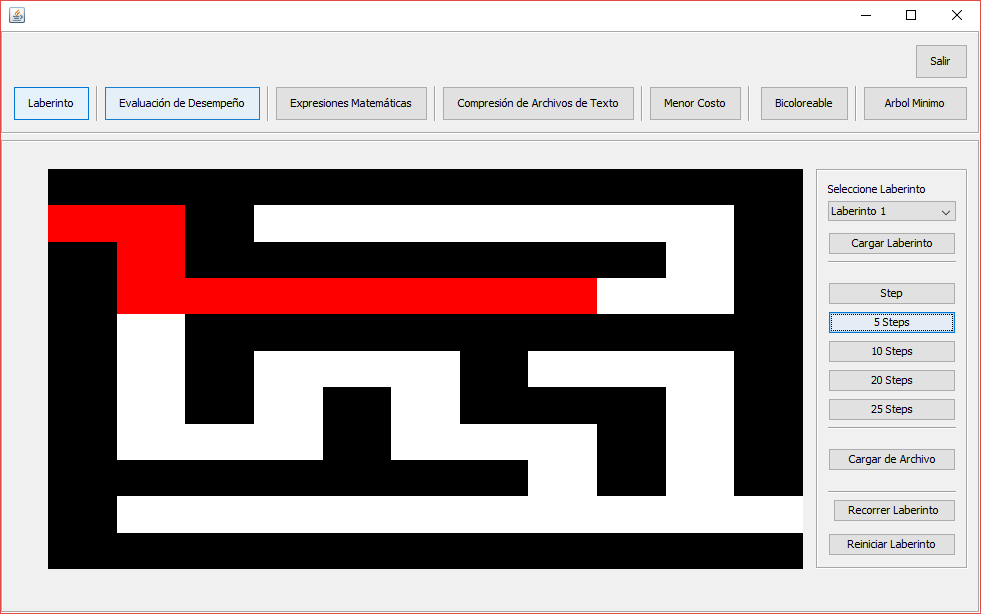 Salir
Laberinto
Evaluación de Desempeño
Expresiones Matemáticas
Compresión de Archivos de Texto
Menor Costo
Bicoloreable
Arbol Minimo
Seleccione Laberinto
Laberinto 1
Cargar Laberinto
Step
5 Steps
10 Steps
20 Steps
25 Steps
Cargar de Archivo
Recorrer Laberinto
Reiniciar Laberinto